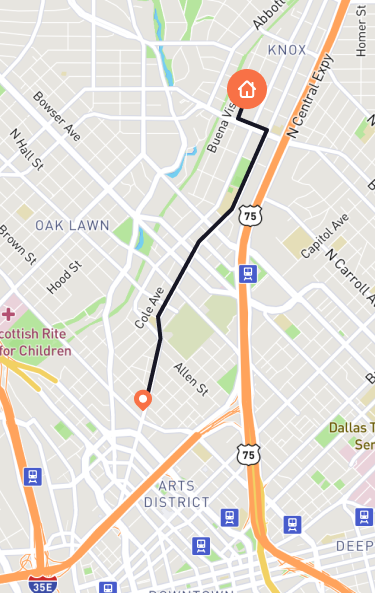 Abbott
KNOX
Homer St
N Central Expy
Bowser Ave
Buena Vis
N Hall St
75
OAK LAWN
Capitol Ave
Brown St
Hood St
N Carroll A
Cole Ave
cottish Rite
for Children
Allen St
75
Dallas T
Ser
ARTS
DISTRICT
DEEP
35E
DOWNTOWN